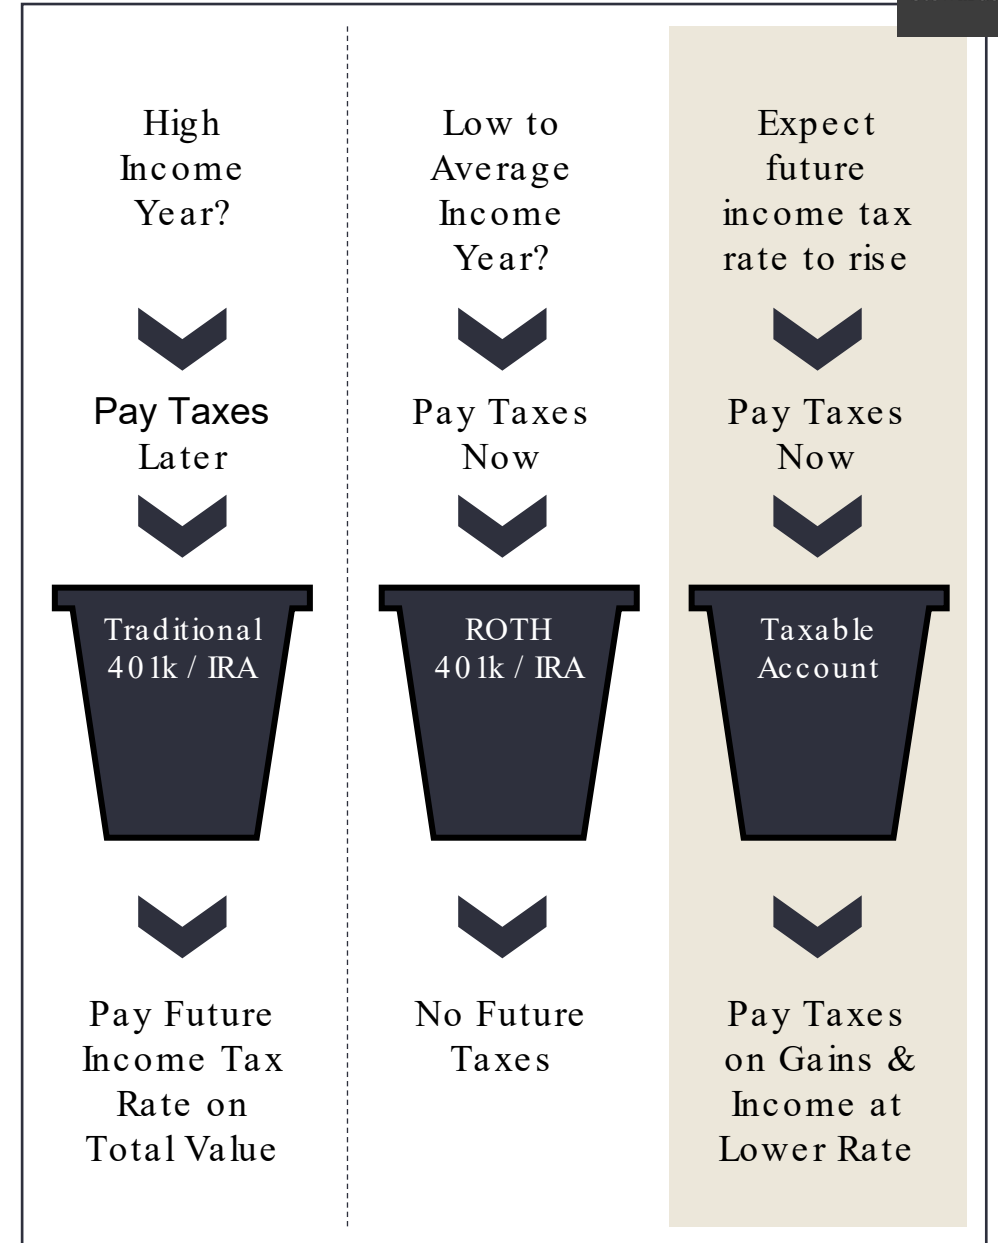 High
Income
Year?
Pay Taxes
Later
Traditional
401k / IRA
Pay Future
Income Tax
Rate on
Total Value
Low to
Average
Income
Year?
Pay Taxes
Now
ROTH
401k / IRA
No Future
Taxes
Expect
future
income tax
rate to rise
Pay Taxes
Now
Taxable
Account
Pay Taxes
on Gains &
Income at
Lower Rate